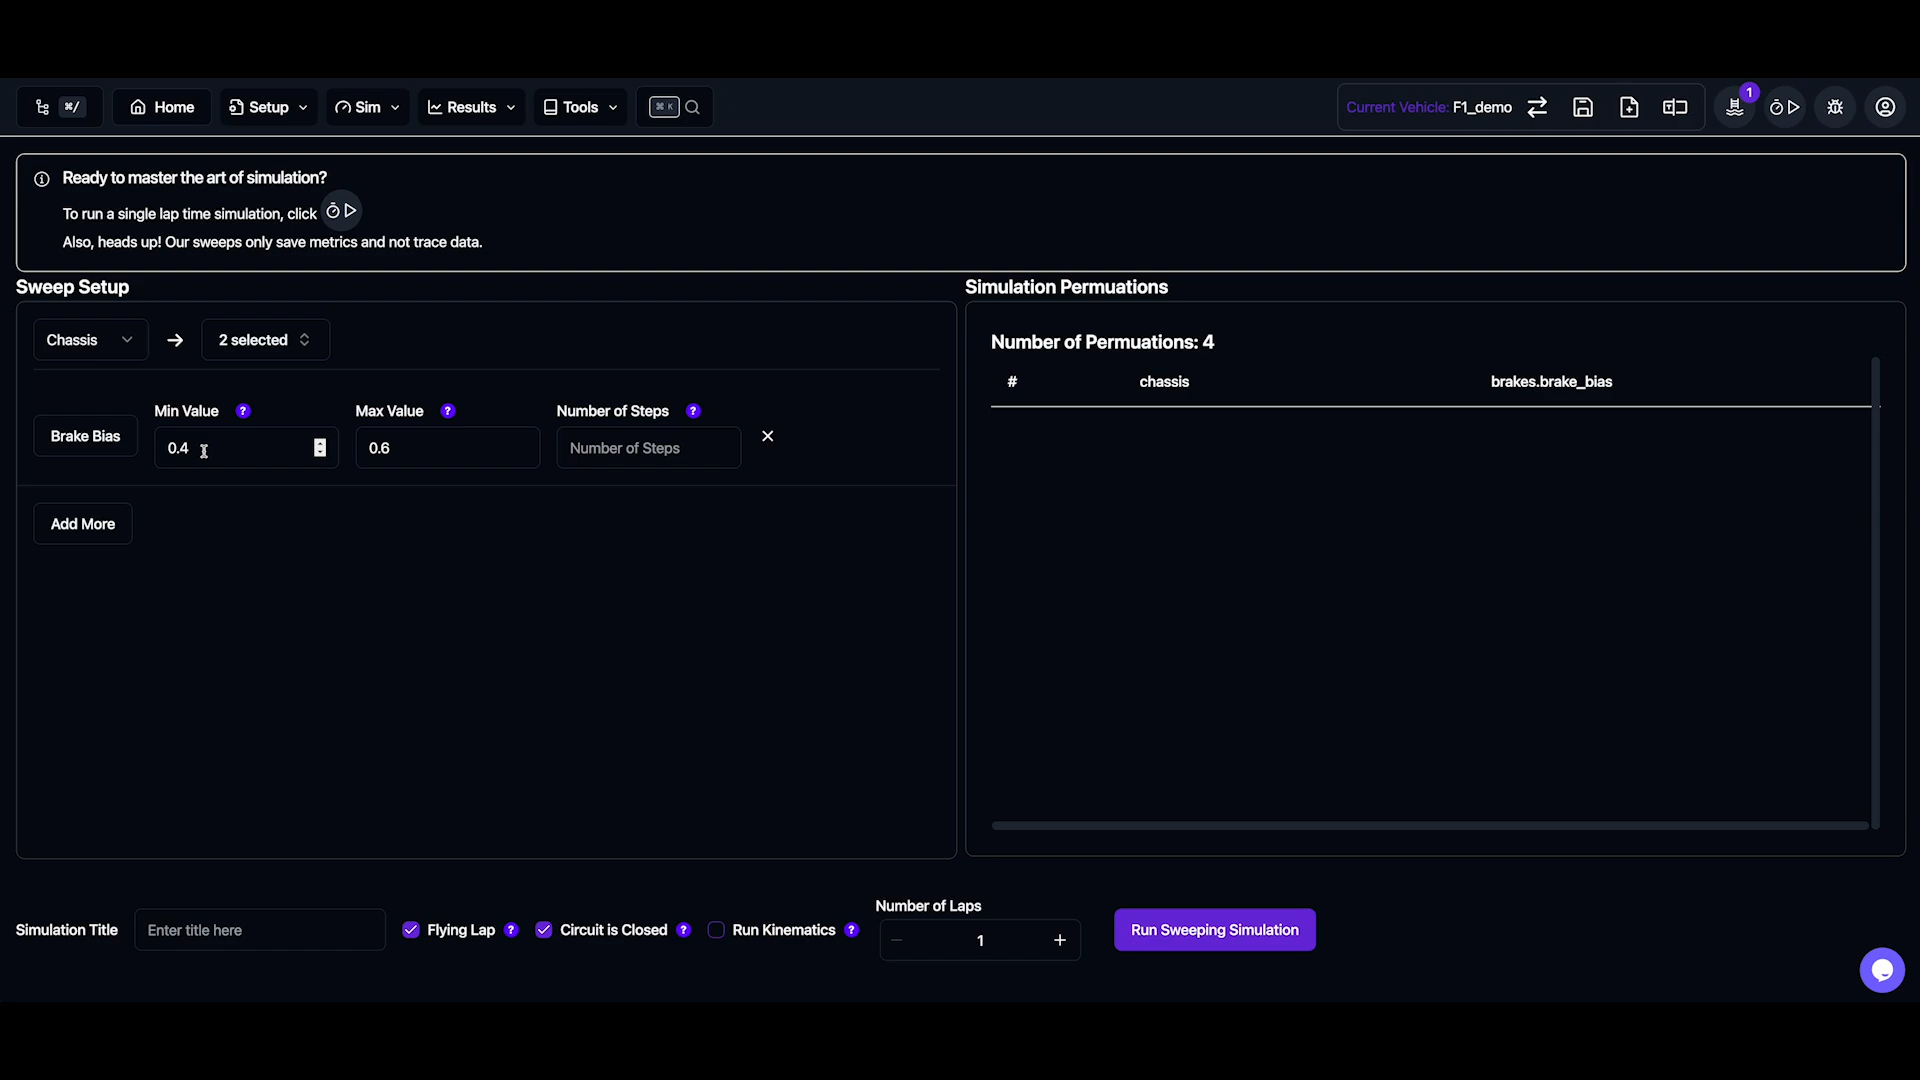 ⌘/ Home Setup Sim Results Tools ⌘ K Current Vehicle: F1_demo 1
Ready to master the art of simulation?
To run a single lap time simulation, click
Also, heads up! Our sweeps only save metrics and not trace data.
Sweep Setup
Chassis 2 selected
Min Value ? Max Value ? Number of Steps ?
Brake Bias 0.4 0.6 Number of Steps
Add More
Simulation Permuations
Number of Permuations: 4
# chassis brakes.brake_bias
Number of Laps
Simulation Title Enter title here Flying Lap ? Circuit is Closed ? Run Kinematics ? 1 Run Sweeping Simulation